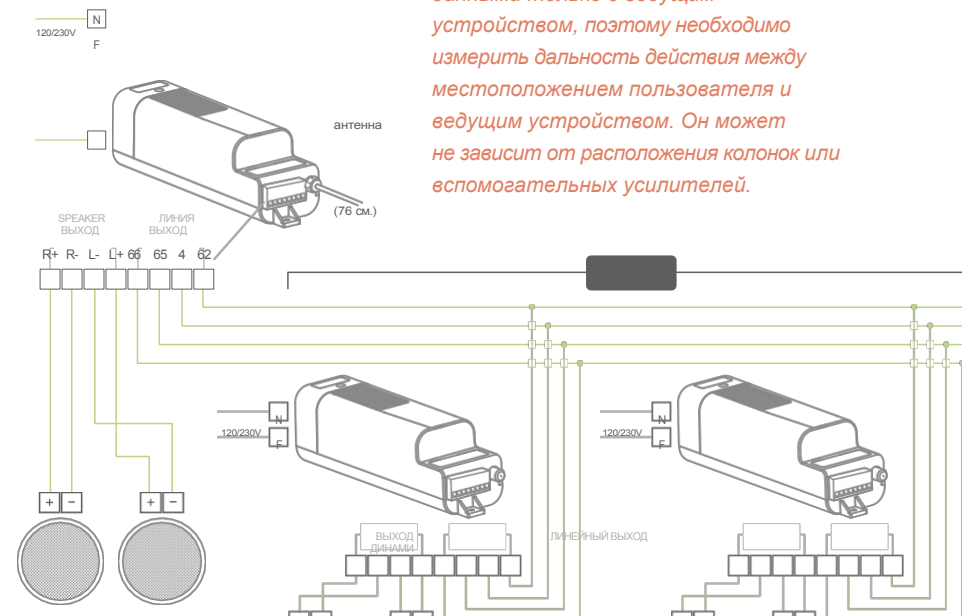 устройством, поэтому необходимо
измерить дальность действия между
местоположением пользователя и
ведущим устройством. Он может
не зависит от расположения колонок или
вспомогательных усилителей.
N
120/230V
F
антенна
(76 см.)
SPEAKER
ВЫХОД
ЛИНИЯ
ВЫХОД
R+ R- L- L+ 66 65 4 62
N
120/230V
F
N
120/230V
F
+ −
+ −
ВЫХОД
ДИНАМИ
ЛИНЕЙНЫЙ ВЫХОД